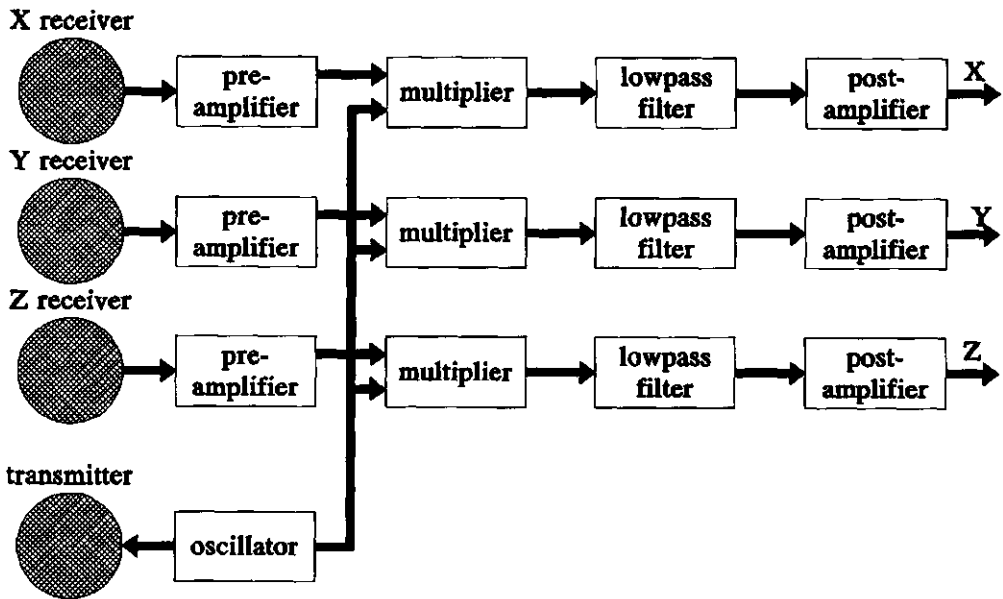 X receiver
pre-
amplifier
multiplier
lowpass
filter
post-
amplifier
X
Y receiver
pre-
amplifier
multiplier
lowpass
filter
post-
amplifier
Y
Z receiver
pre-
amplifier
multiplier
lowpass
filter
post-
amplifier
Z
transmitter
oscillator